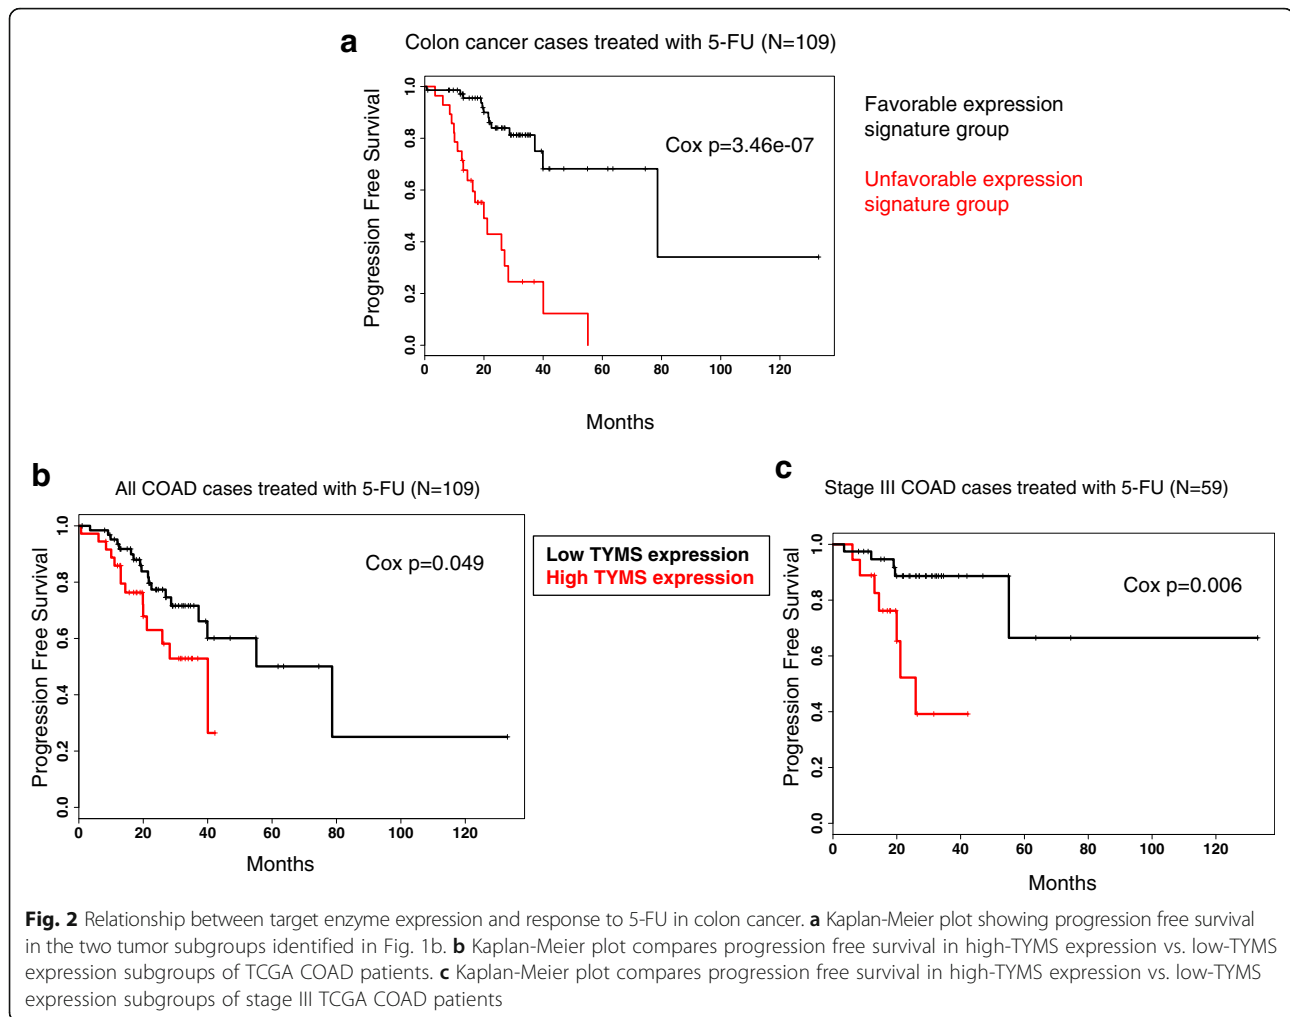 a
Colon cancer cases treated with 5-FU (N=109)
Progression Free Survival
1.0
0.8
0.6
0.4
0.2
0.0
Cox p=3.46e-07
0 20 40 60 80 100 120
Months
Favorable expression
signature group
Unfavorable expression
signature group
b
All COAD cases treated with 5-FU (N=109)
Progression Free Survival
1.0
0.8
0.6
0.4
0.2
0.0
Cox p=0.049
0 20 40 60 80 100 120
Months
Low TYMS expression
High TYMS expression
c
Stage III COAD cases treated with 5-FU (N=59)
Progression Free Survival
1.0
0.8
0.6
0.4
0.2
0.0
Cox p=0.006
0 20 40 60 80 100 120
Months
Fig. 2 Relationship between target enzyme expression and response to 5-FU in colon cancer. a Kaplan-Meier plot showing progression free survival
in the two tumor subgroups identified in Fig. 1b. b Kaplan-Meier plot compares progression free survival in high-TYMS expression vs. low-TYMS
expression subgroups of TCGA COAD patients. c Kaplan-Meier plot compares progression free survival in high-TYMS expression vs. low-TYMS
expression subgroups of stage III TCGA COAD patients